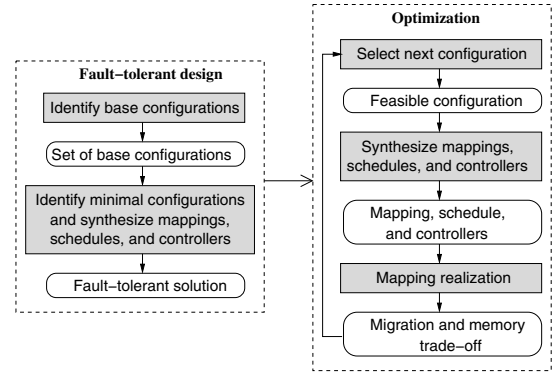 Fault−tolerant design
Identify base configurations
Set of base configurations
Identify minimal configurations
and synthesize mappings,
schedules, and controllers
Fault−tolerant solution
Optimization
Select next configuration
Feasible configuration
Synthesize mappings,
schedules, and controllers
Mapping, schedule,
and controllers
Mapping realization
Migration and memory
trade−off